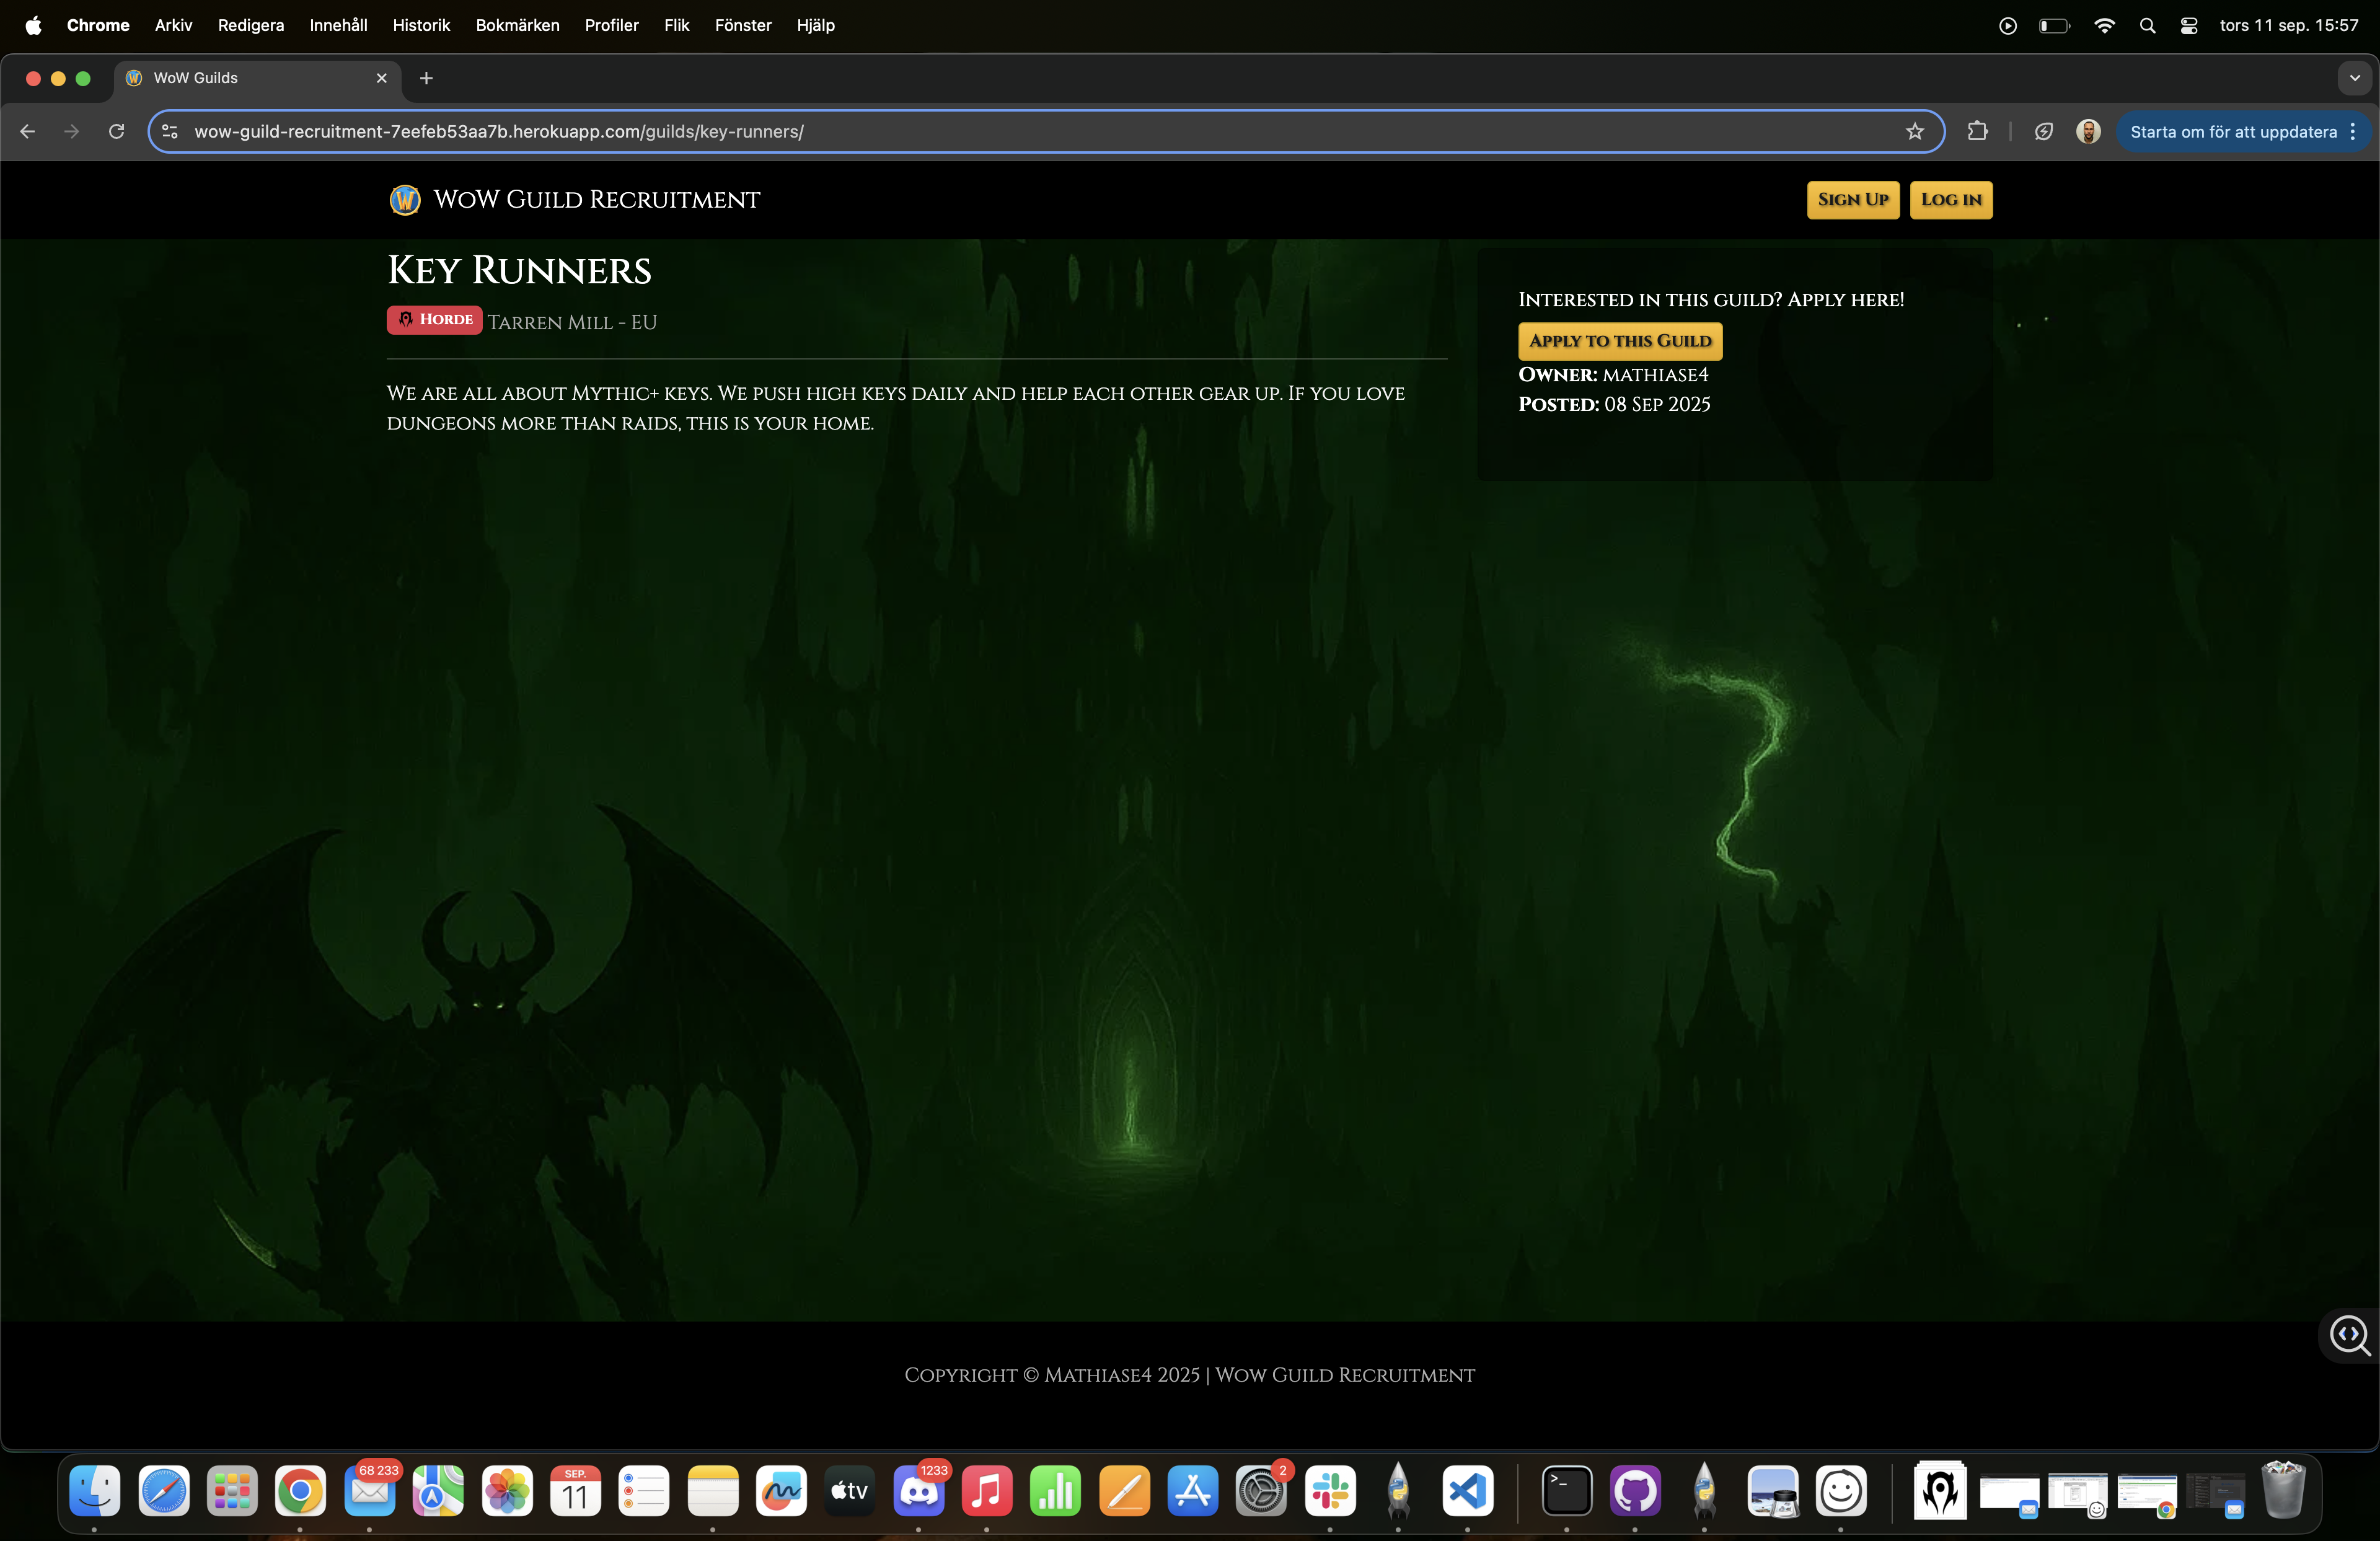 Chrome Arkiv Redigera Innehåll Historik Bokmärken Profiler Flik Fönster Hjälp tors 11 sep. 15:57
WoW Guilds
wow-guild-recruitment-7eefeb53aa7b.herokuapp.com/guilds/key-runners/ Starta om för att uppdatera
WoW Guild Recruitment Sign Up Log in
Key Runners
Horde Tarren Mill - EU
We are all about Mythic+ keys. We push high keys daily and help each other gear up. If you love
dungeons more than raids, this is your home.
Interested in this guild? Apply here!
Apply to this Guild
Owner: mathiase4
Posted: 08 Sep 2025
Copyright © Mathiase4 2025 | Wow Guild Recruitment
68 233
SEP.
11
tv
1233
2